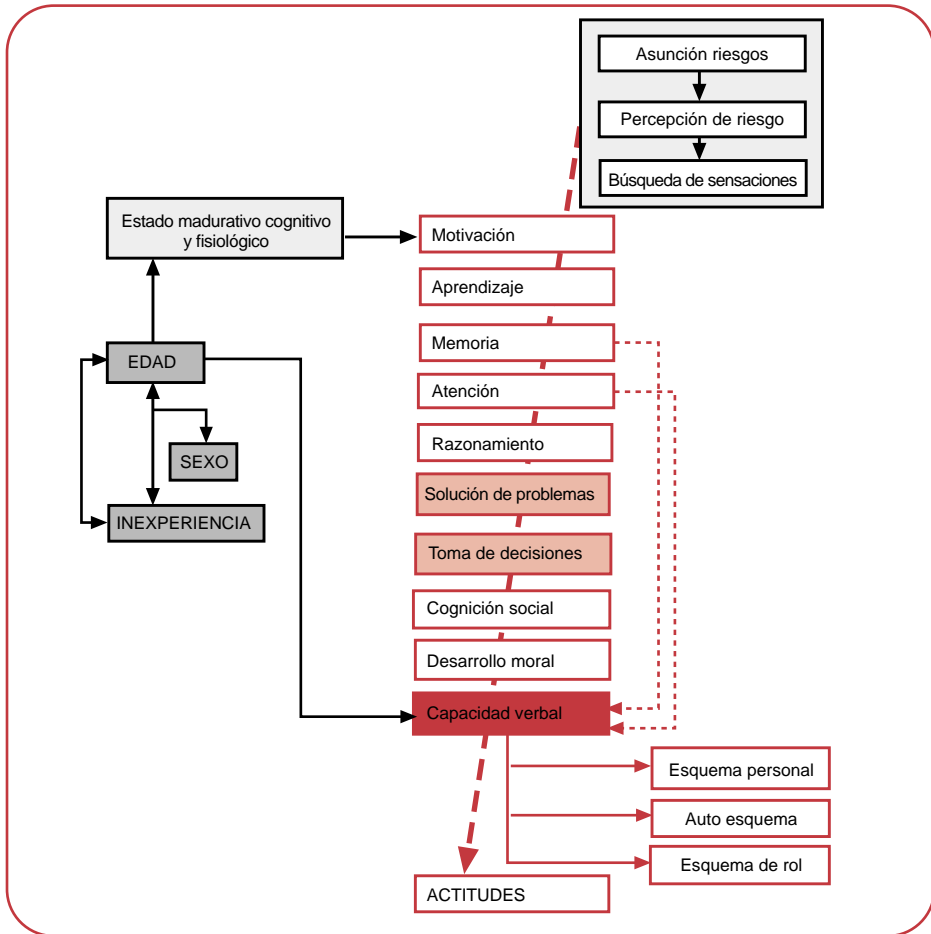 Asunción riesgos
Percepción de riesgo
Búsqueda de sensaciones
Estado madurativo cognitivo
y fisiológico
Motivación
Aprendizaje
Memoria
EDAD
Atención
Razonamiento
SEXO
Solución de problemas
INEXPERIENCIA
Toma de decisiones
Cognición social
Desarrollo moral
Capacidad verbal
Esquema personal
Auto esquema
Esquema de rol
ACTITUDES